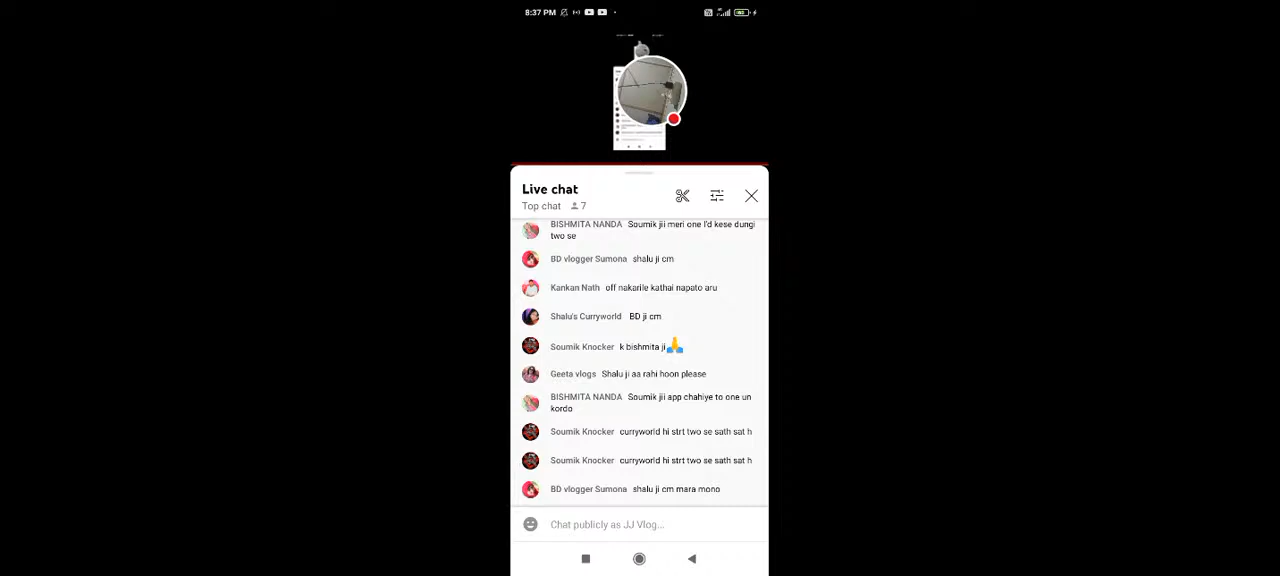 8:37 PM
Live chat
Top chat 7
BISHMITA NANDA Soumik jii meri one I'd kese dungi
two se
BD vlogger Sumona shalu ji cm
Kankan Nath off nakarile kathai napato aru
Shalu's Curryworld BD ji cm
Soumik Knocker k bishmita ji🙏
Geeta vlogs Shalu ji aa rahi hoon please
BISHMITA NANDA Soumik jii app chahiye to one un
kordo
Soumik Knocker curryworld hi strt two se sath sat h
Soumik Knocker curryworld hi strt two se sath sat h
BD vlogger Sumona shalu ji cm mara mono
Chat publicly as JJ Vlog...